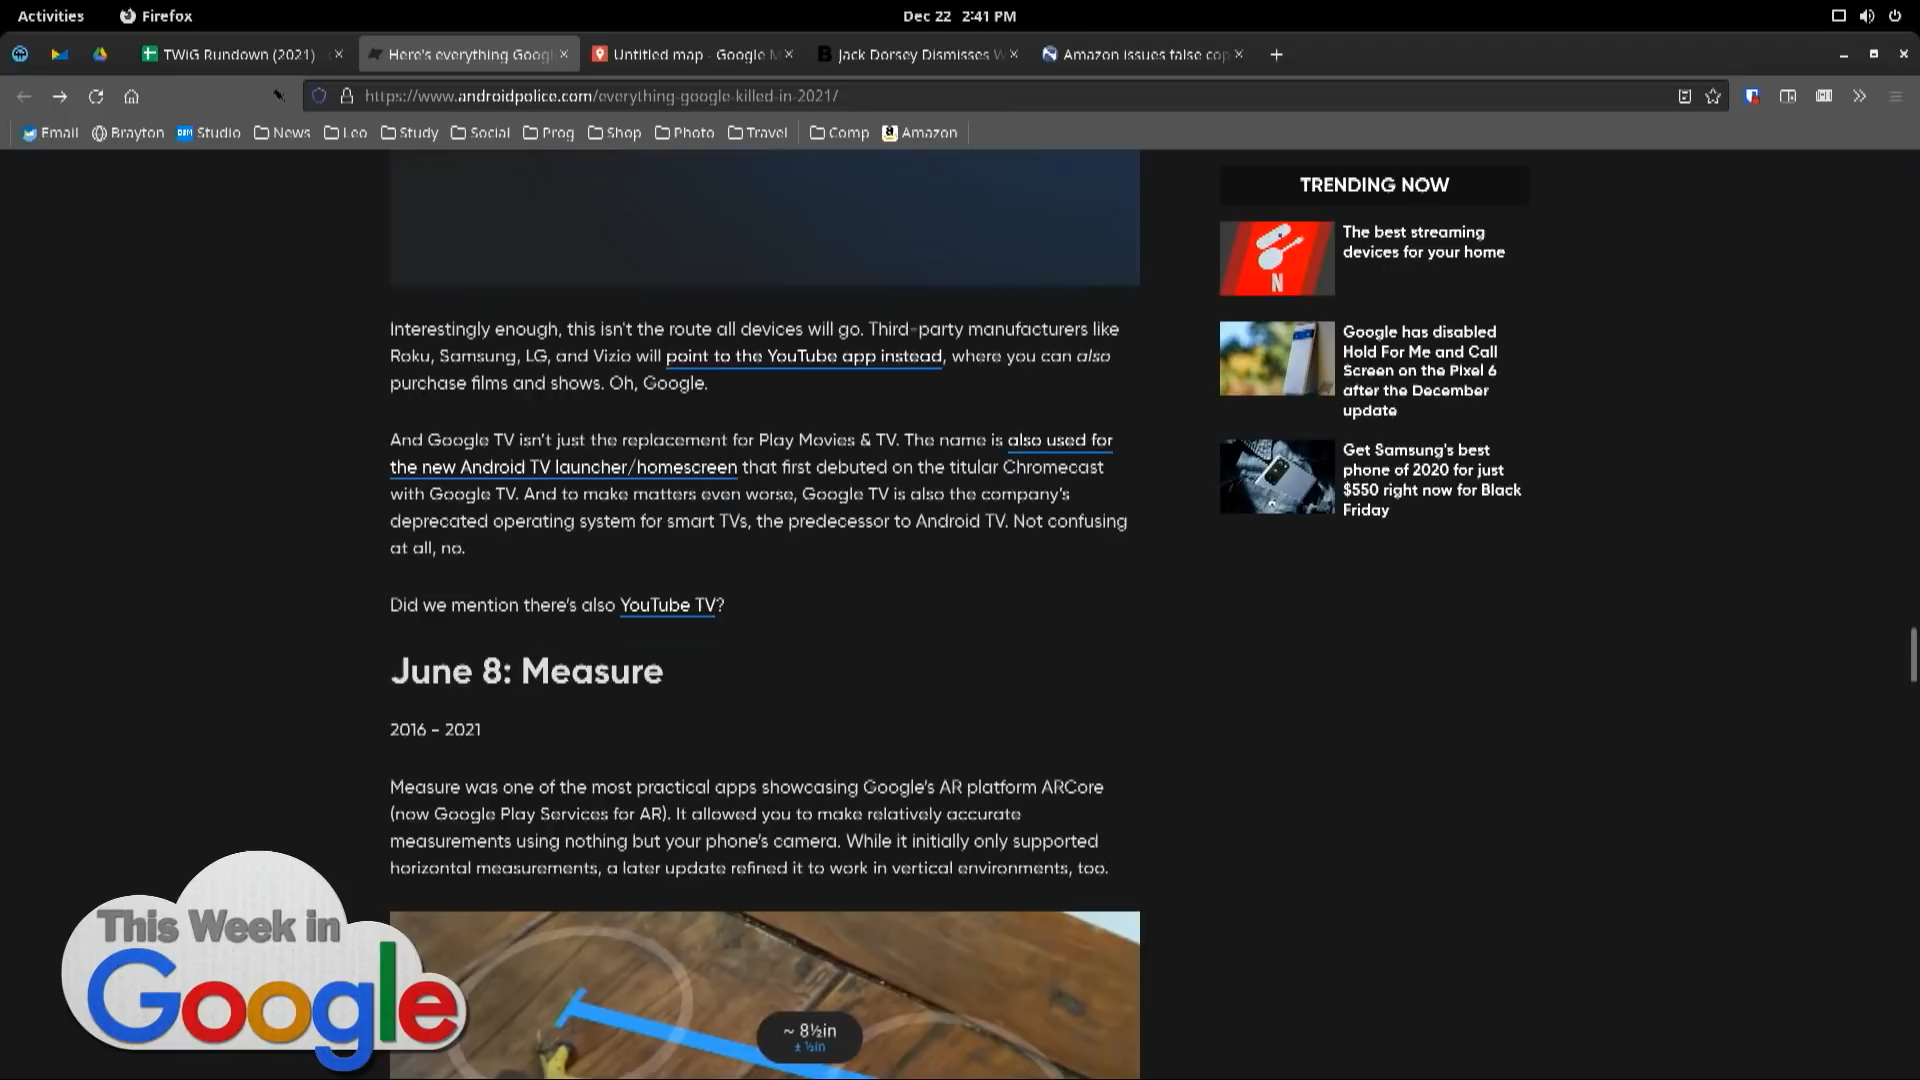 Activities
Firefox
Dec 22 2:41 PM
TWiG Rundown (2021)
Here's everything Googl
Untitled map - Google M
Jack Dorsey Dismisses W
Amazon issues false cop
https://www.androidpolice.com/everything-google-killed-in-2021/
Email
Brayton
Studio
News
Leo
Study
Social
Prog
Shop
Photo
Travel
Comp
Amazon
Interestingly enough, this isn't the route all devices will go. Third-party manufacturers like
Roku, Samsung, LG, and Vizio will point to the YouTube app instead, where you can also
purchase films and shows. Oh, Google.
And Google TV isn't just the replacement for Play Movies & TV. The name is also used for
the new Android TV launcher/homescreen that first debuted on the titular Chromecast
with Google TV. And to make matters even worse, Google TV is also the company's
deprecated operating system for smart TVs, the predecessor to Android TV. Not confusing
at all, no.
Did we mention there's also YouTube TV?
June 8: Measure
2016 - 2021
Measure was one of the most practical apps showcasing Google's AR platform ARCore
(now Google Play Services for AR). It allowed you to make relatively accurate
measurements using nothing but your phone's camera. While it initially only supported
horizontal measurements, a later update refined it to work in vertical environments, too.
~ 8½in
± ½in
TRENDING NOW
N
The best streaming
devices for your home
Google has disabled
Hold For Me and Call
Screen on the Pixel 6
after the December
update
Get Samsung's best
phone of 2020 for just
$550 right now for Black
Friday
This Week in
Google